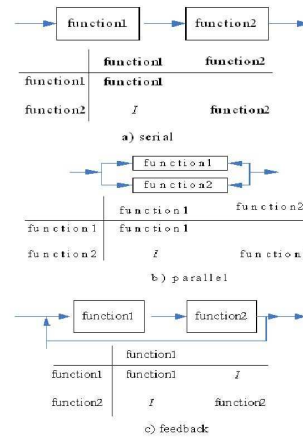 function1 function2
function1 function2
function1 function1
function2 I function2
a) serial
function1
function2
function1 function2
function1 function1
function2 I function
b) parallel
function1 function2
function1
function1 function1 I
function2 I function2
c) feedback